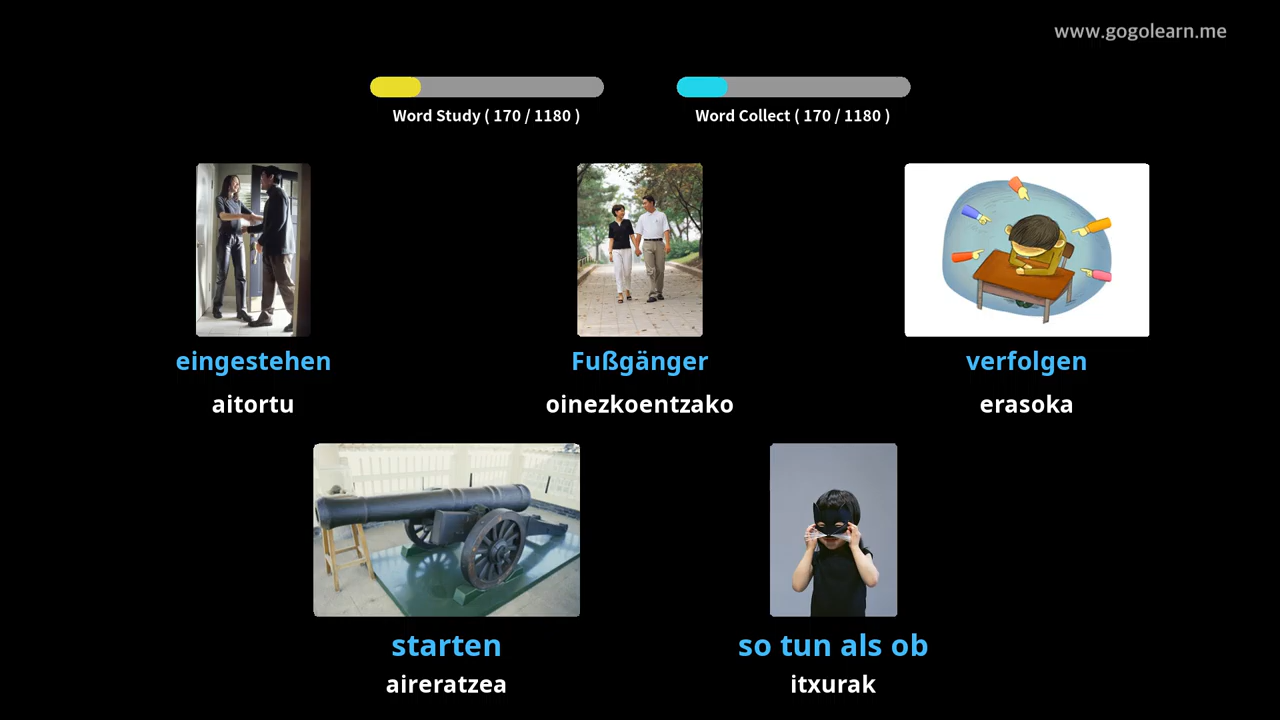 www.gogolearn.me
Word Study ( 170 / 1180 )
Word Collect ( 170 / 1180 )
eingestehen
aitortu
Fußgänger
oinezkoentzako
verfolgen
erasoka
starten
aireratzea
so tun als ob
itxurak